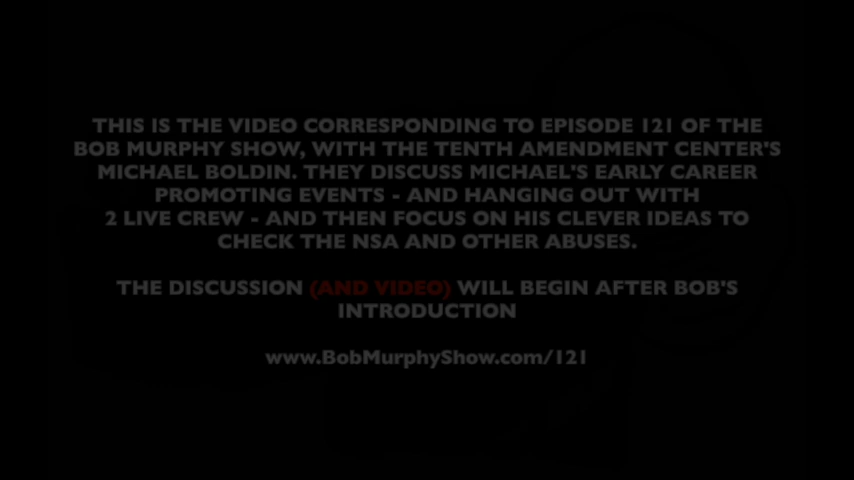 THIS IS THE VIDEO CORRESPONDING TO EPISODE 121 OF THE
BOB MURPHY SHOW, WITH THE TENTH AMENDMENT CENTER'S
MICHAEL BOLDIN. THEY DISCUSS MICHAEL'S EARLY CAREER
PROMOTING EVENTS - AND HANGING OUT WITH
2 LIVE CREW - AND THEN FOCUS ON HIS CLEVER IDEAS TO
CHECK THE NSA AND OTHER ABUSES.
THE DISCUSSION (AND VIDEO) WILL BEGIN AFTER BOB'S
INTRODUCTION
www.BobMurphyShow.com/121